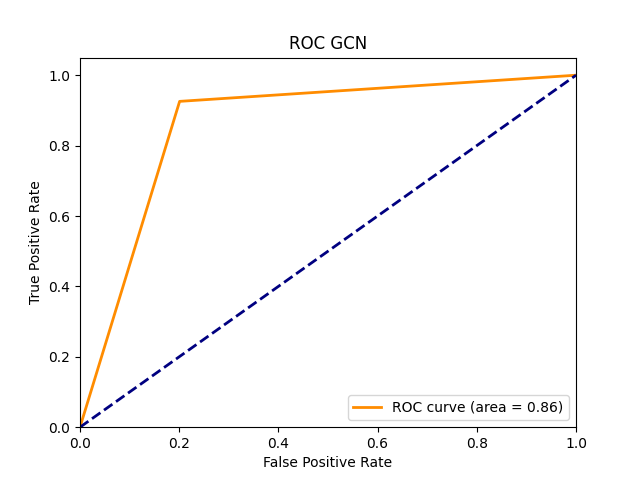 ROC GCN
True Positive Rate
1.0
0.8
0.6
0.4
0.2
0.0
ROC curve (area = 0.86)
0.0 0.2 0.4 0.6 0.8 1.0
False Positive Rate